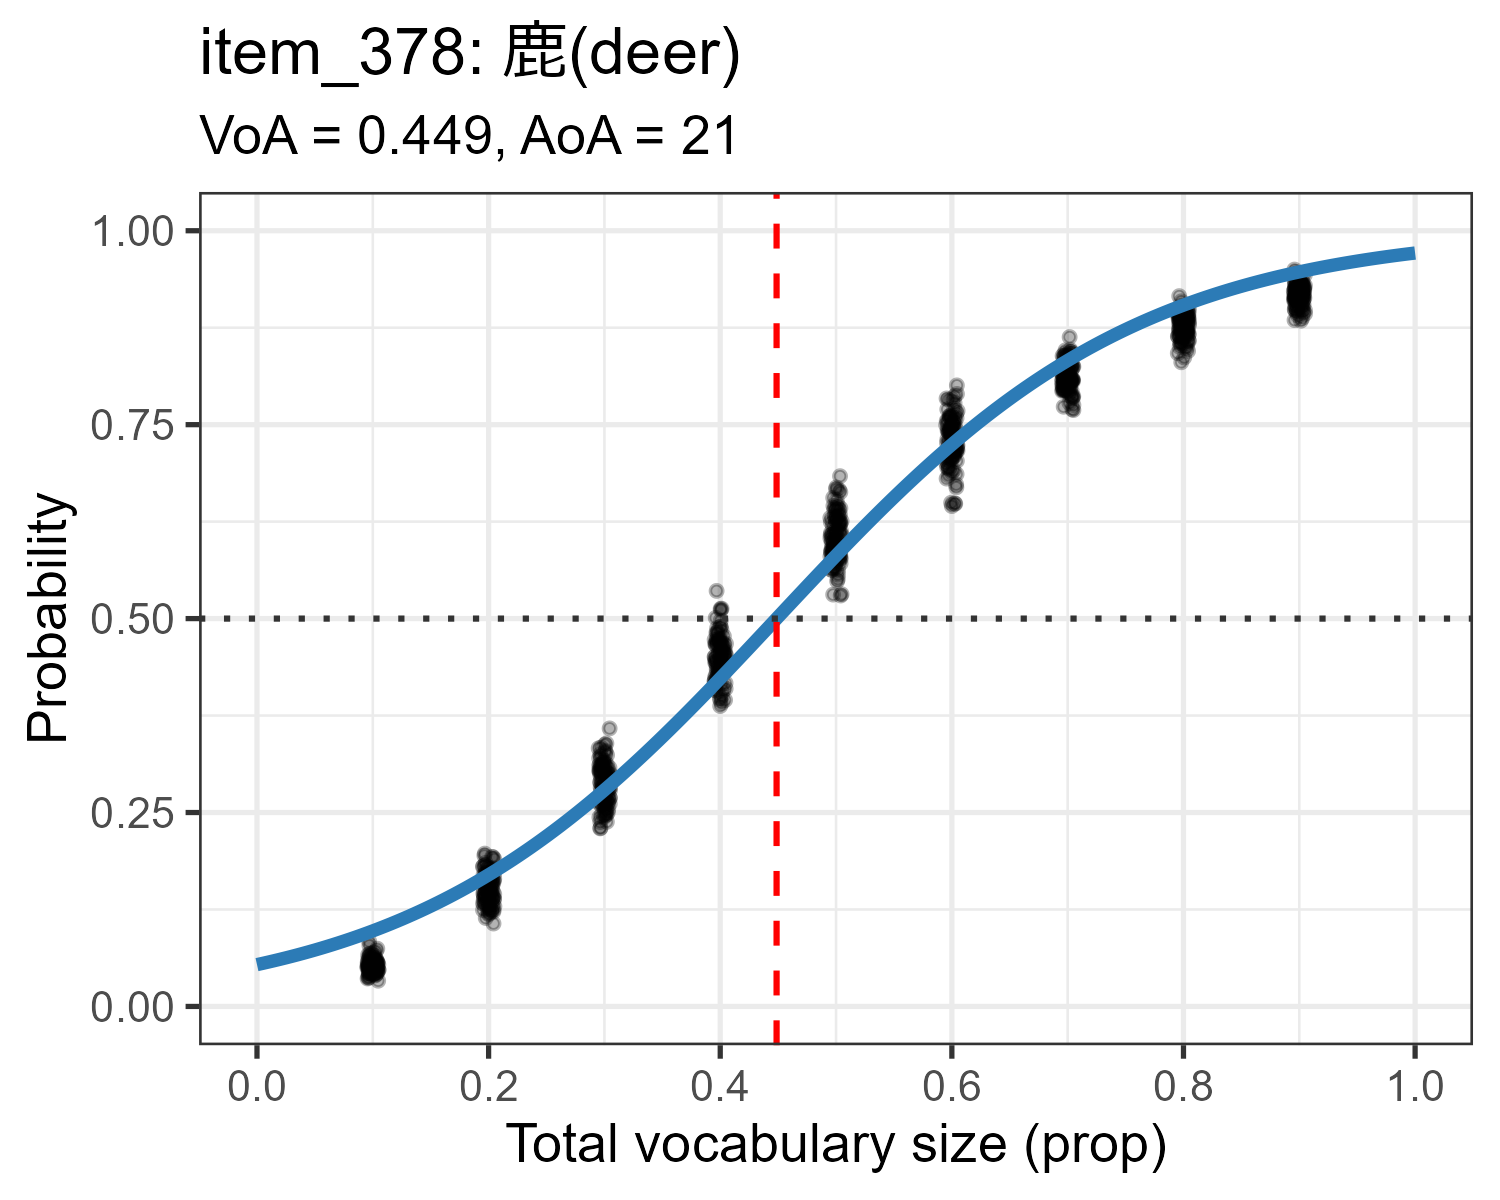 item_378: 鹿(deer)
VoA = 0.449, AoA = 21
1.00
0.75
0.50
0.25
0.00
Probability
0.0 0.2 0.4 0.6 0.8 1.0
Total vocabulary size (prop)